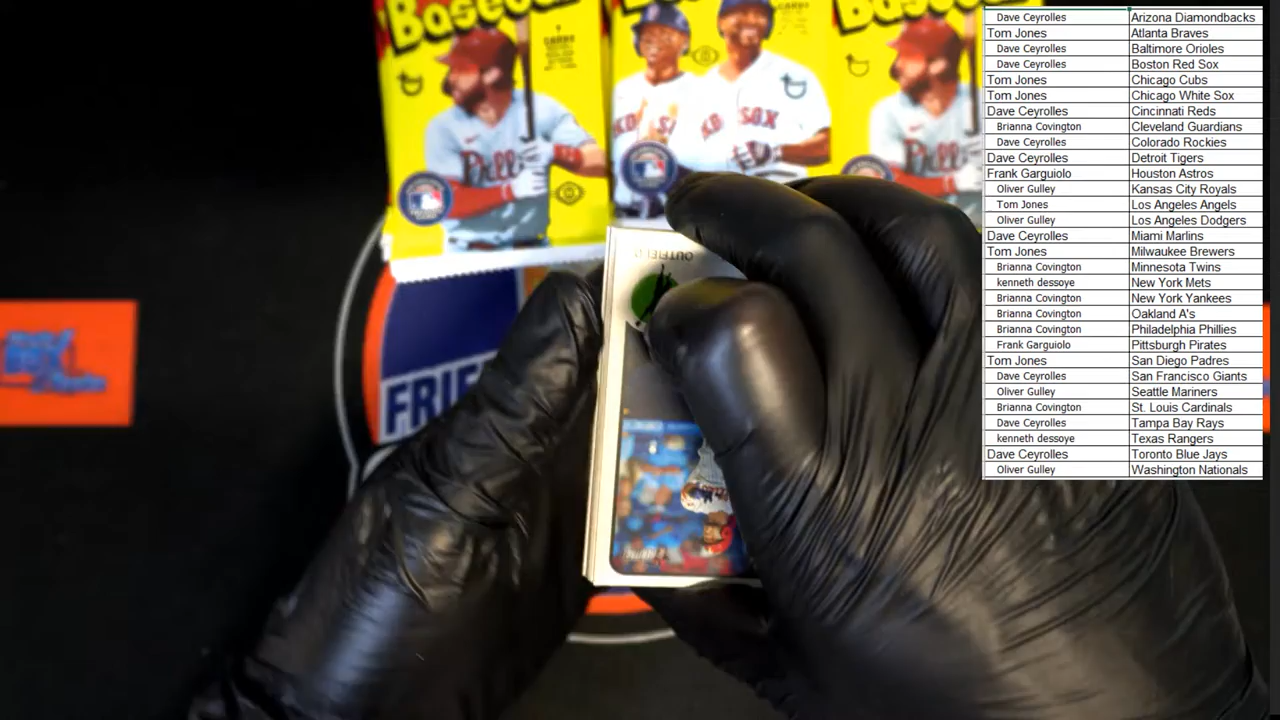 Baseball
CARDS
Phillies
RED SOX
OUTFIELD
FRIE
Dave Ceyrolles Arizona Diamondbacks
Tom Jones Atlanta Braves
Dave Ceyrolles Baltimore Orioles
Dave Ceyrolles Boston Red Sox
Tom Jones Chicago Cubs
Tom Jones Chicago White Sox
Dave Ceyrolles Cincinnati Reds
Brianna Covington Cleveland Guardians
Dave Ceyrolles Colorado Rockies
Dave Ceyrolles Detroit Tigers
Frank Garguiolo Houston Astros
Oliver Gulley Kansas City Royals
Tom Jones Los Angeles Angels
Oliver Gulley Los Angeles Dodgers
Dave Ceyrolles Miami Marlins
Tom Jones Milwaukee Brewers
Brianna Covington Minnesota Twins
kenneth dessoye New York Mets
Brianna Covington New York Yankees
Brianna Covington Oakland A's
Brianna Covington Philadelphia Phillies
Frank Garguiolo Pittsburgh Pirates
Tom Jones San Diego Padres
Dave Ceyrolles San Francisco Giants
Oliver Gulley Seattle Mariners
Brianna Covington St. Louis Cardinals
Dave Ceyrolles Tampa Bay Rays
kenneth dessoye Texas Rangers
Dave Ceyrolles Toronto Blue Jays
Oliver Gulley Washington Nationals